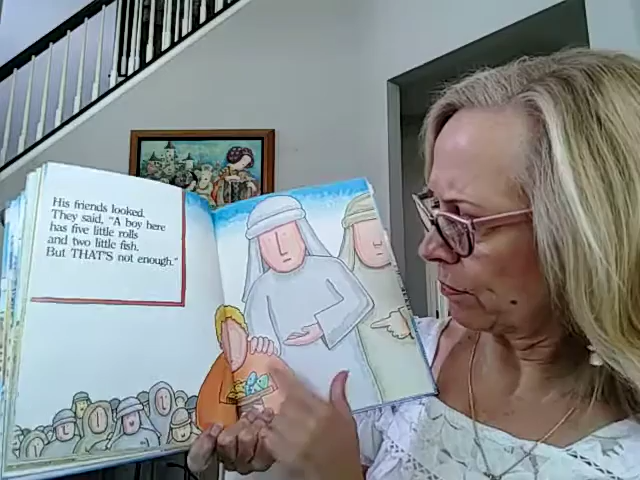 His friends looked.
They said, "A boy here
has five little rolls
and two little fish.
But THAT'S not enough."